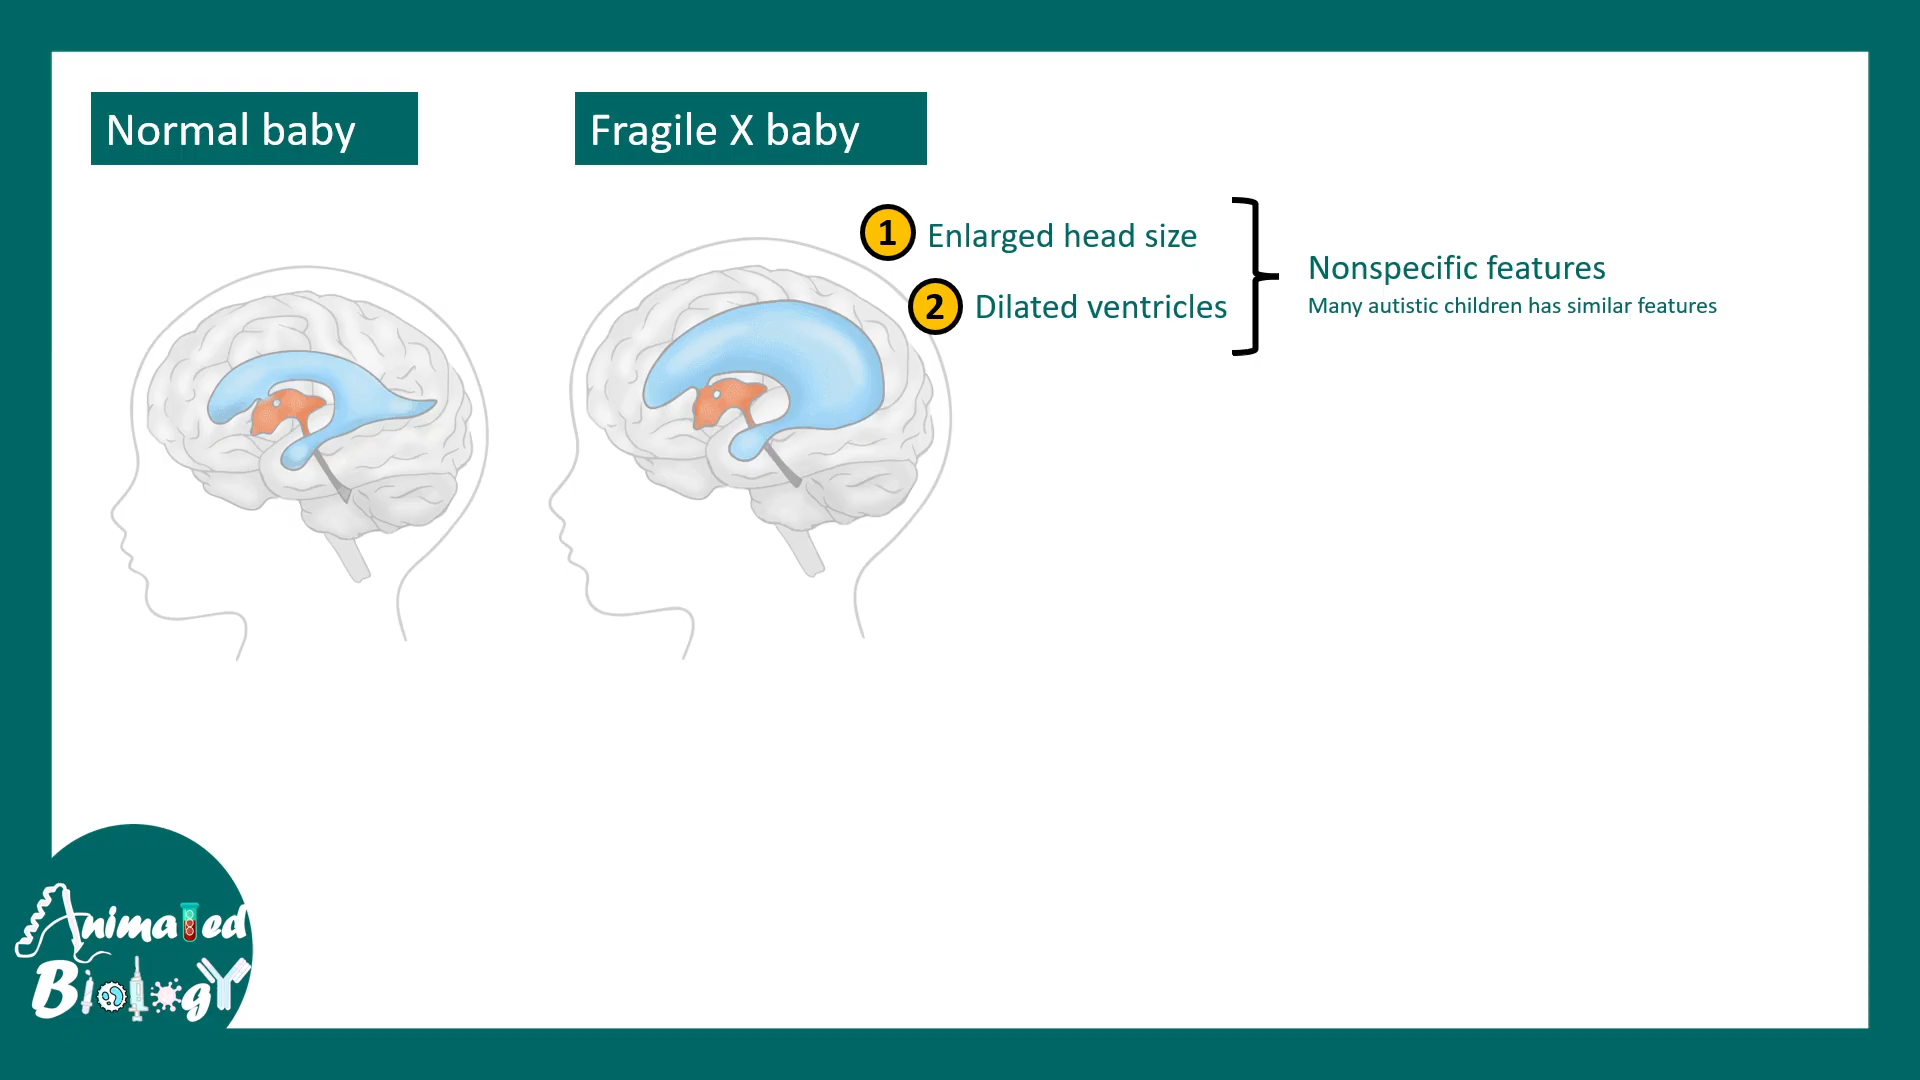 Normal baby
Fragile X baby
1 Enlarged head size
2 Dilated ventricles
Nonspecific features
Many autistic children has similar features
Animated
Biology